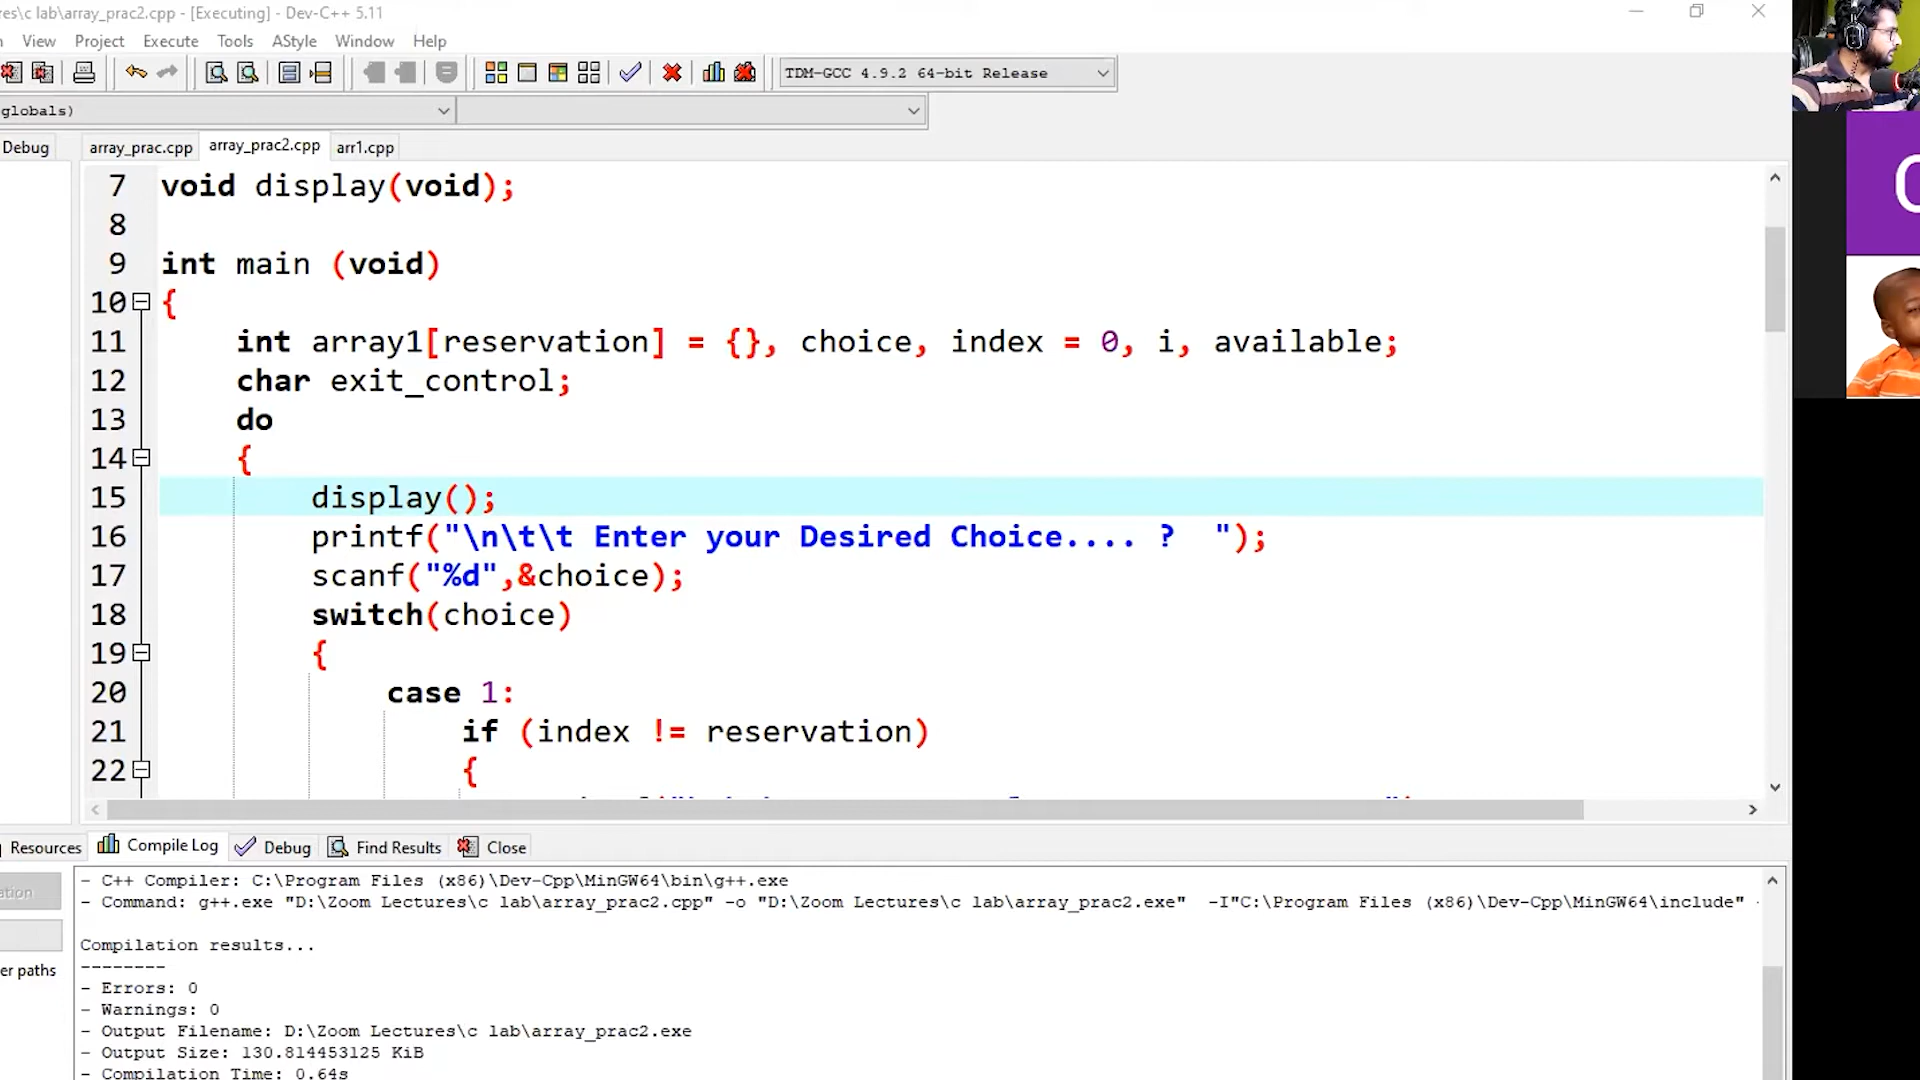 es\c lab\array_prac2.cpp - [Executing] - Dev-C++ 5.11
View Project Execute Tools AStyle Window Help
TDM-GCC 4.9.2 64-bit Release
globals)
Debug array_prac.cpp array_prac2.cpp arr1.cpp
7 void display(void);
8
9 int main (void)
10 {
11 int array1[reservation] = {}, choice, index = 0, i, available;
12 char exit_control;
13 do
14 {
15 display();
16 printf("\n\t\t Enter your Desired Choice.... ?  ");
17 scanf("%d",&choice);
18 switch(choice)
19 {
20 case 1:
21 if (index != reservation)
22 {
Resources Compile Log Debug Find Results Close
- C++ Compiler: C:\Program Files (x86)\Dev-Cpp\MinGW64\bin\g++.exe
- Command: g++.exe "D:\Zoom Lectures\c lab\array_prac2.cpp" -o "D:\Zoom Lectures\c lab\array_prac2.exe"  -I"C:\Program Files (x86)\Dev-Cpp\MinGW64\include" -
Compilation results...
--------
- Errors: 0
- Warnings: 0
- Output Filename: D:\Zoom Lectures\c lab\array_prac2.exe
- Output Size: 130.814453125 KiB
- Compilation Time: 0.64s
ation
er paths